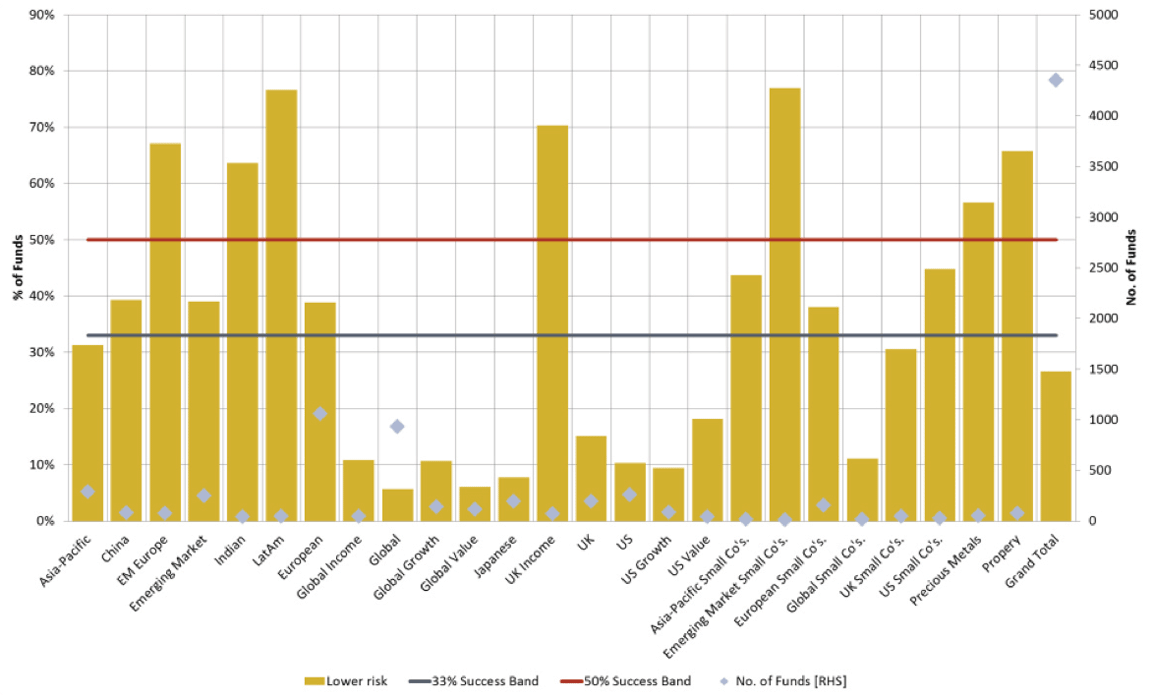 90%
80%
70%
60%
50%
40%
30%
20%
10%
0%
% of Funds
5000
4500
4000
3500
3000
2500
2000
1500
1000
500
0
No. of Funds
Asia-Pacific
China
EM Europe
Emerging Market
Indian
LatAm
European
Global Income
Global
Global Growth
Global Value
Japanese
UK Income
UK
US
US Growth
US Value
Asia-Pacific Small Co's.
Emerging Market Small Co's.
European Small Co's.
Global Small Co's.
UK Small Co's.
US Small Co's.
Precious Metals
Propery
Grand Total
Lower risk 33% Success Band 50% Success Band No. of Funds [RHS]